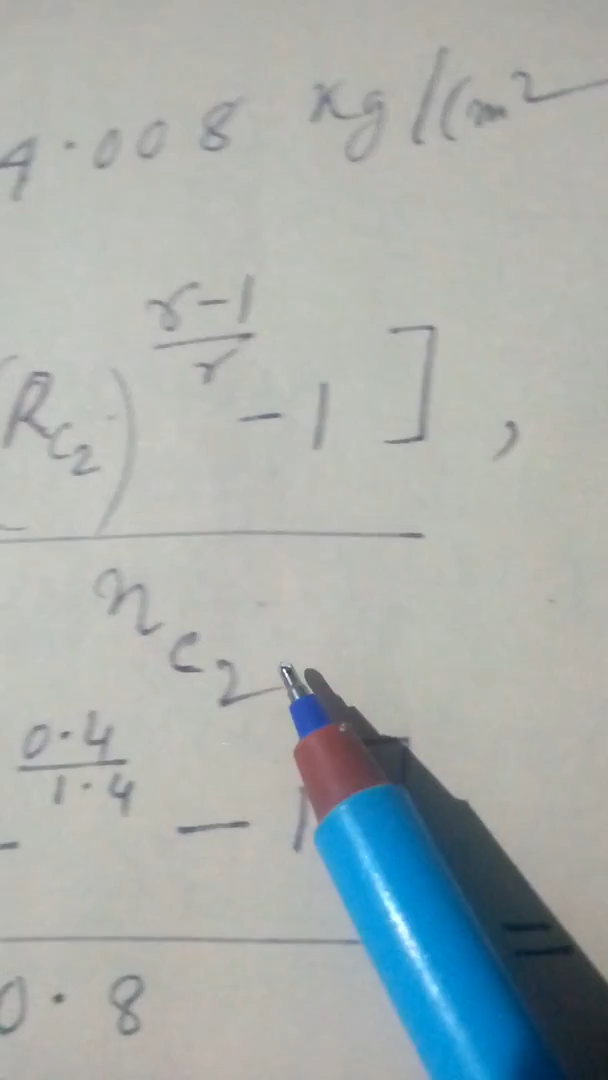 4.008 kg/cm²
(R_c₂)^((γ-1)/γ) - 1 ] ,
η_c₂
0.4/1.4 - 1 ]
=
0.8